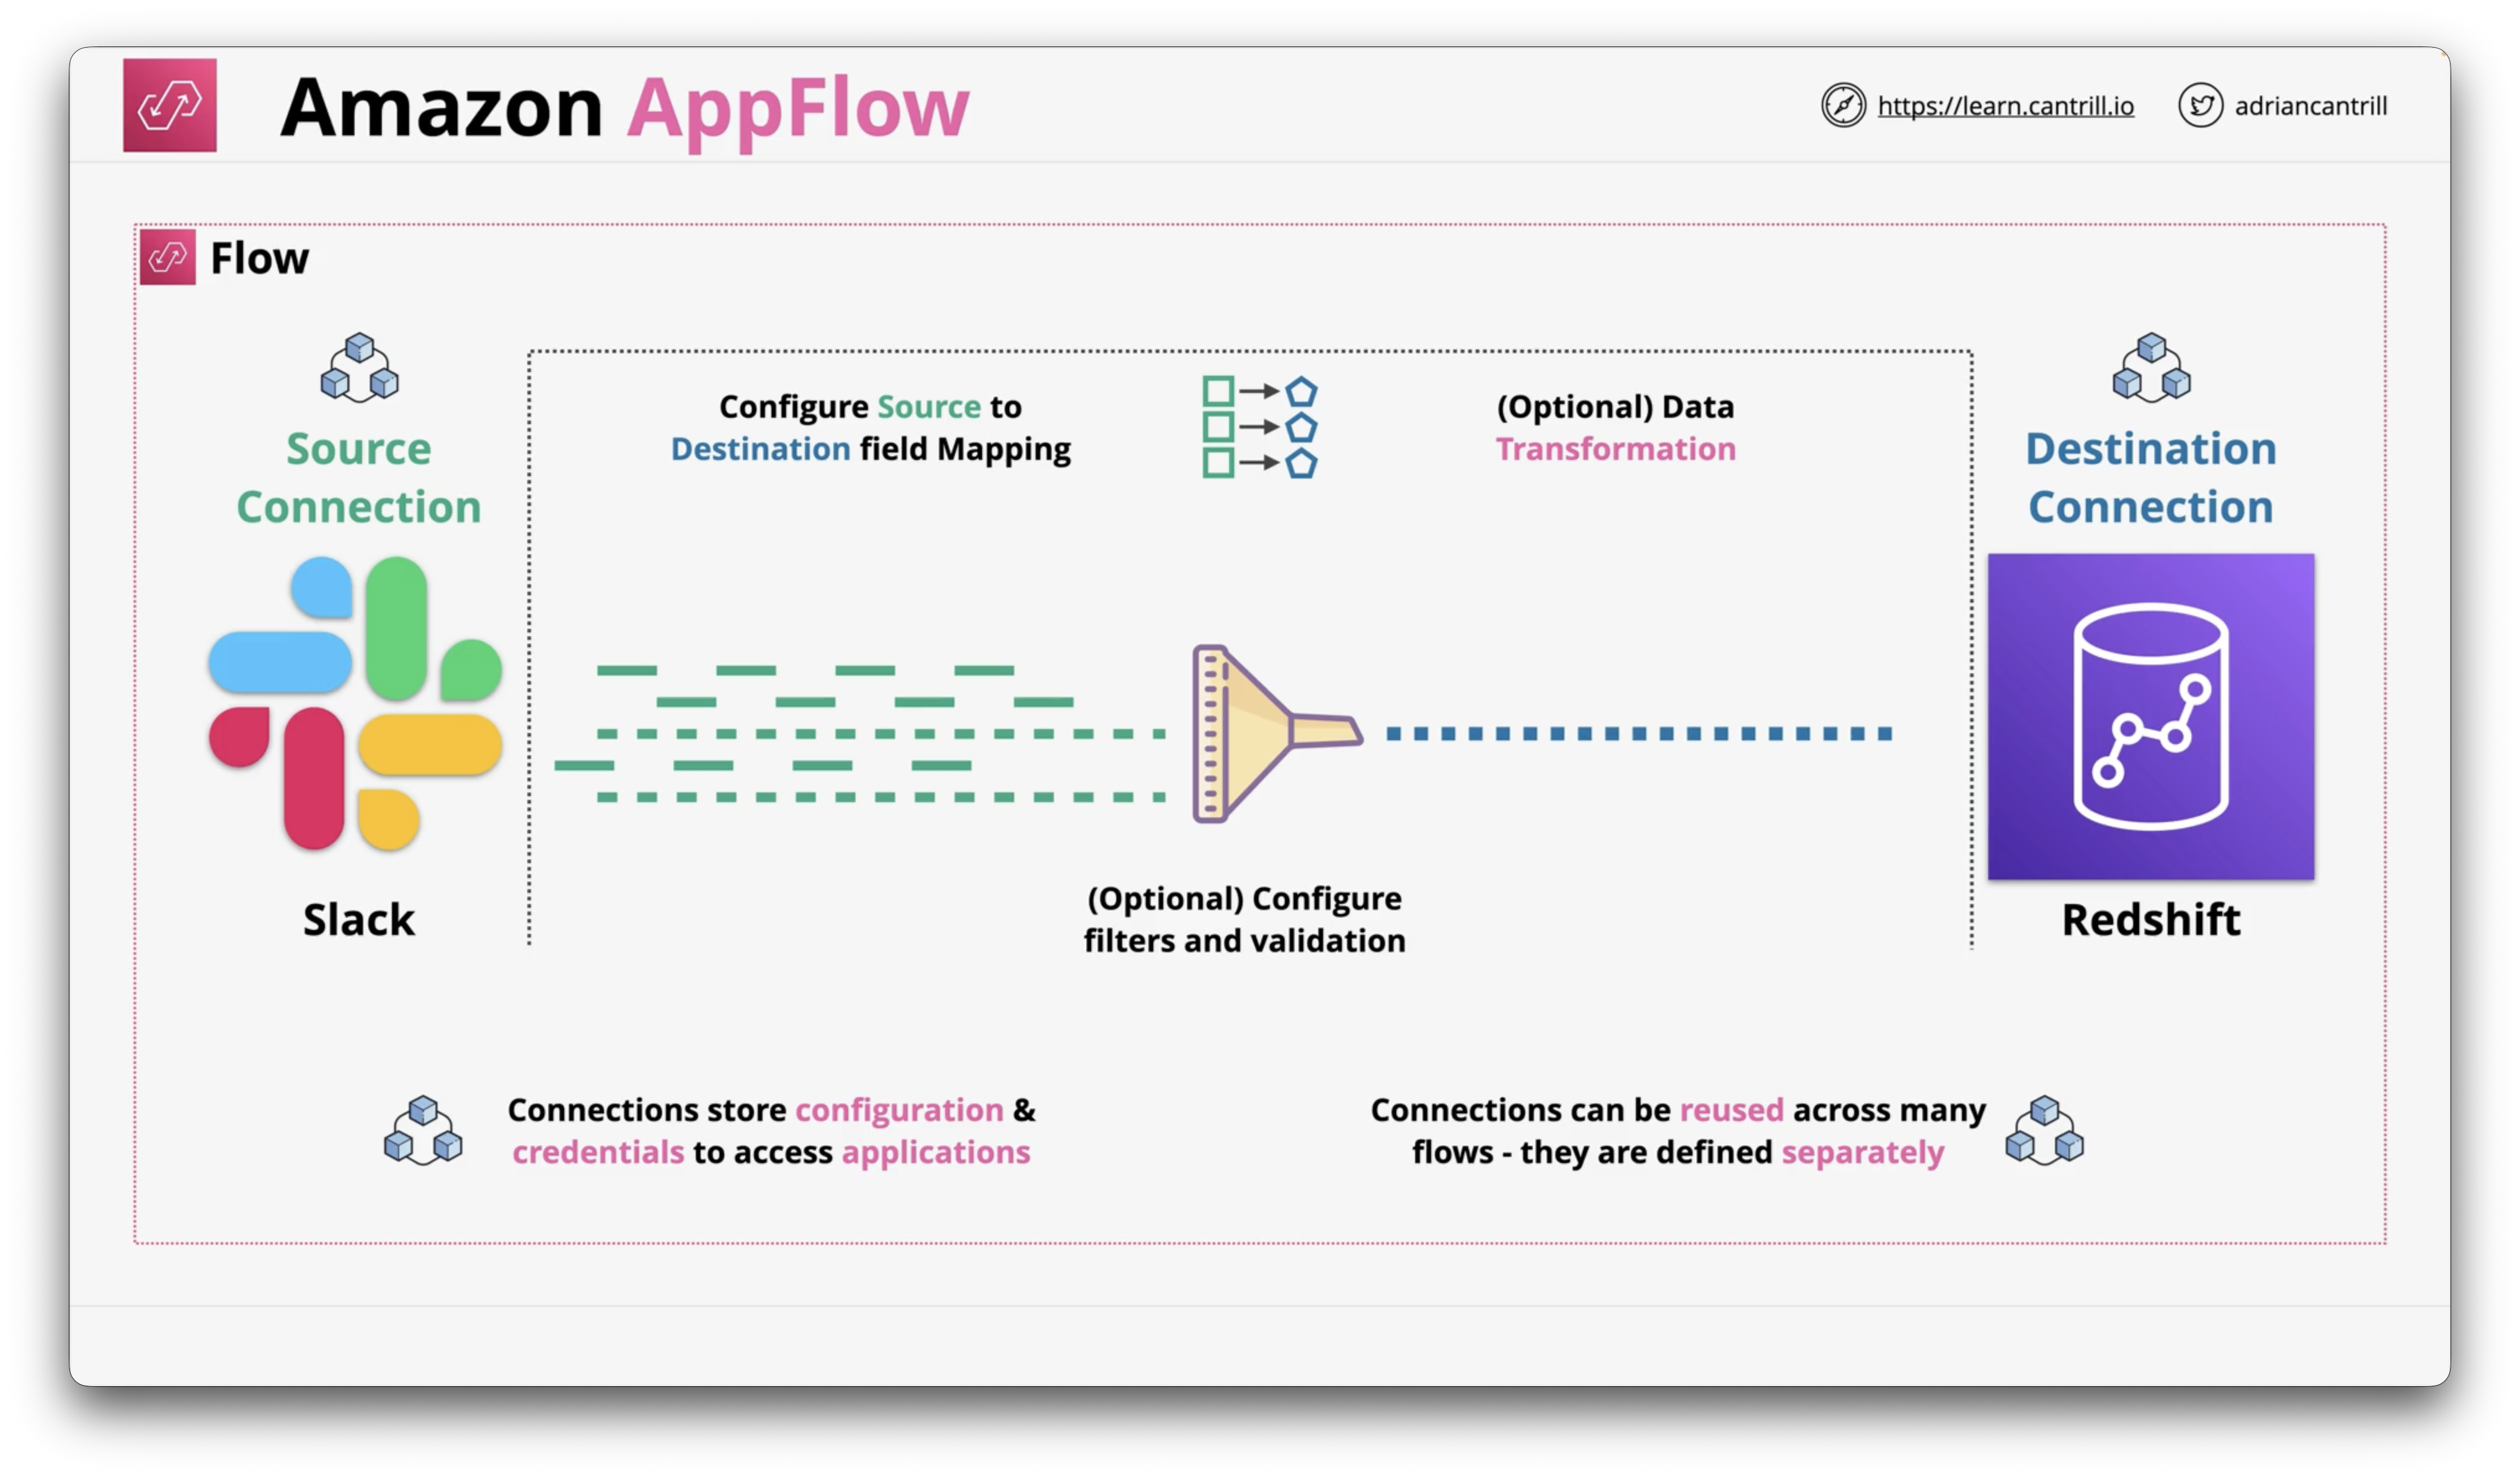 Amazon AppFlow
https://learn.cantrill.io
adriancantrill
Flow
Source
Connection
Slack
Configure Source to
Destination field Mapping
(Optional) Data
Transformation
(Optional) Configure
filters and validation
Destination
Connection
Redshift
Connections store configuration &
credentials to access applications
Connections can be reused across many
flows - they are defined separately